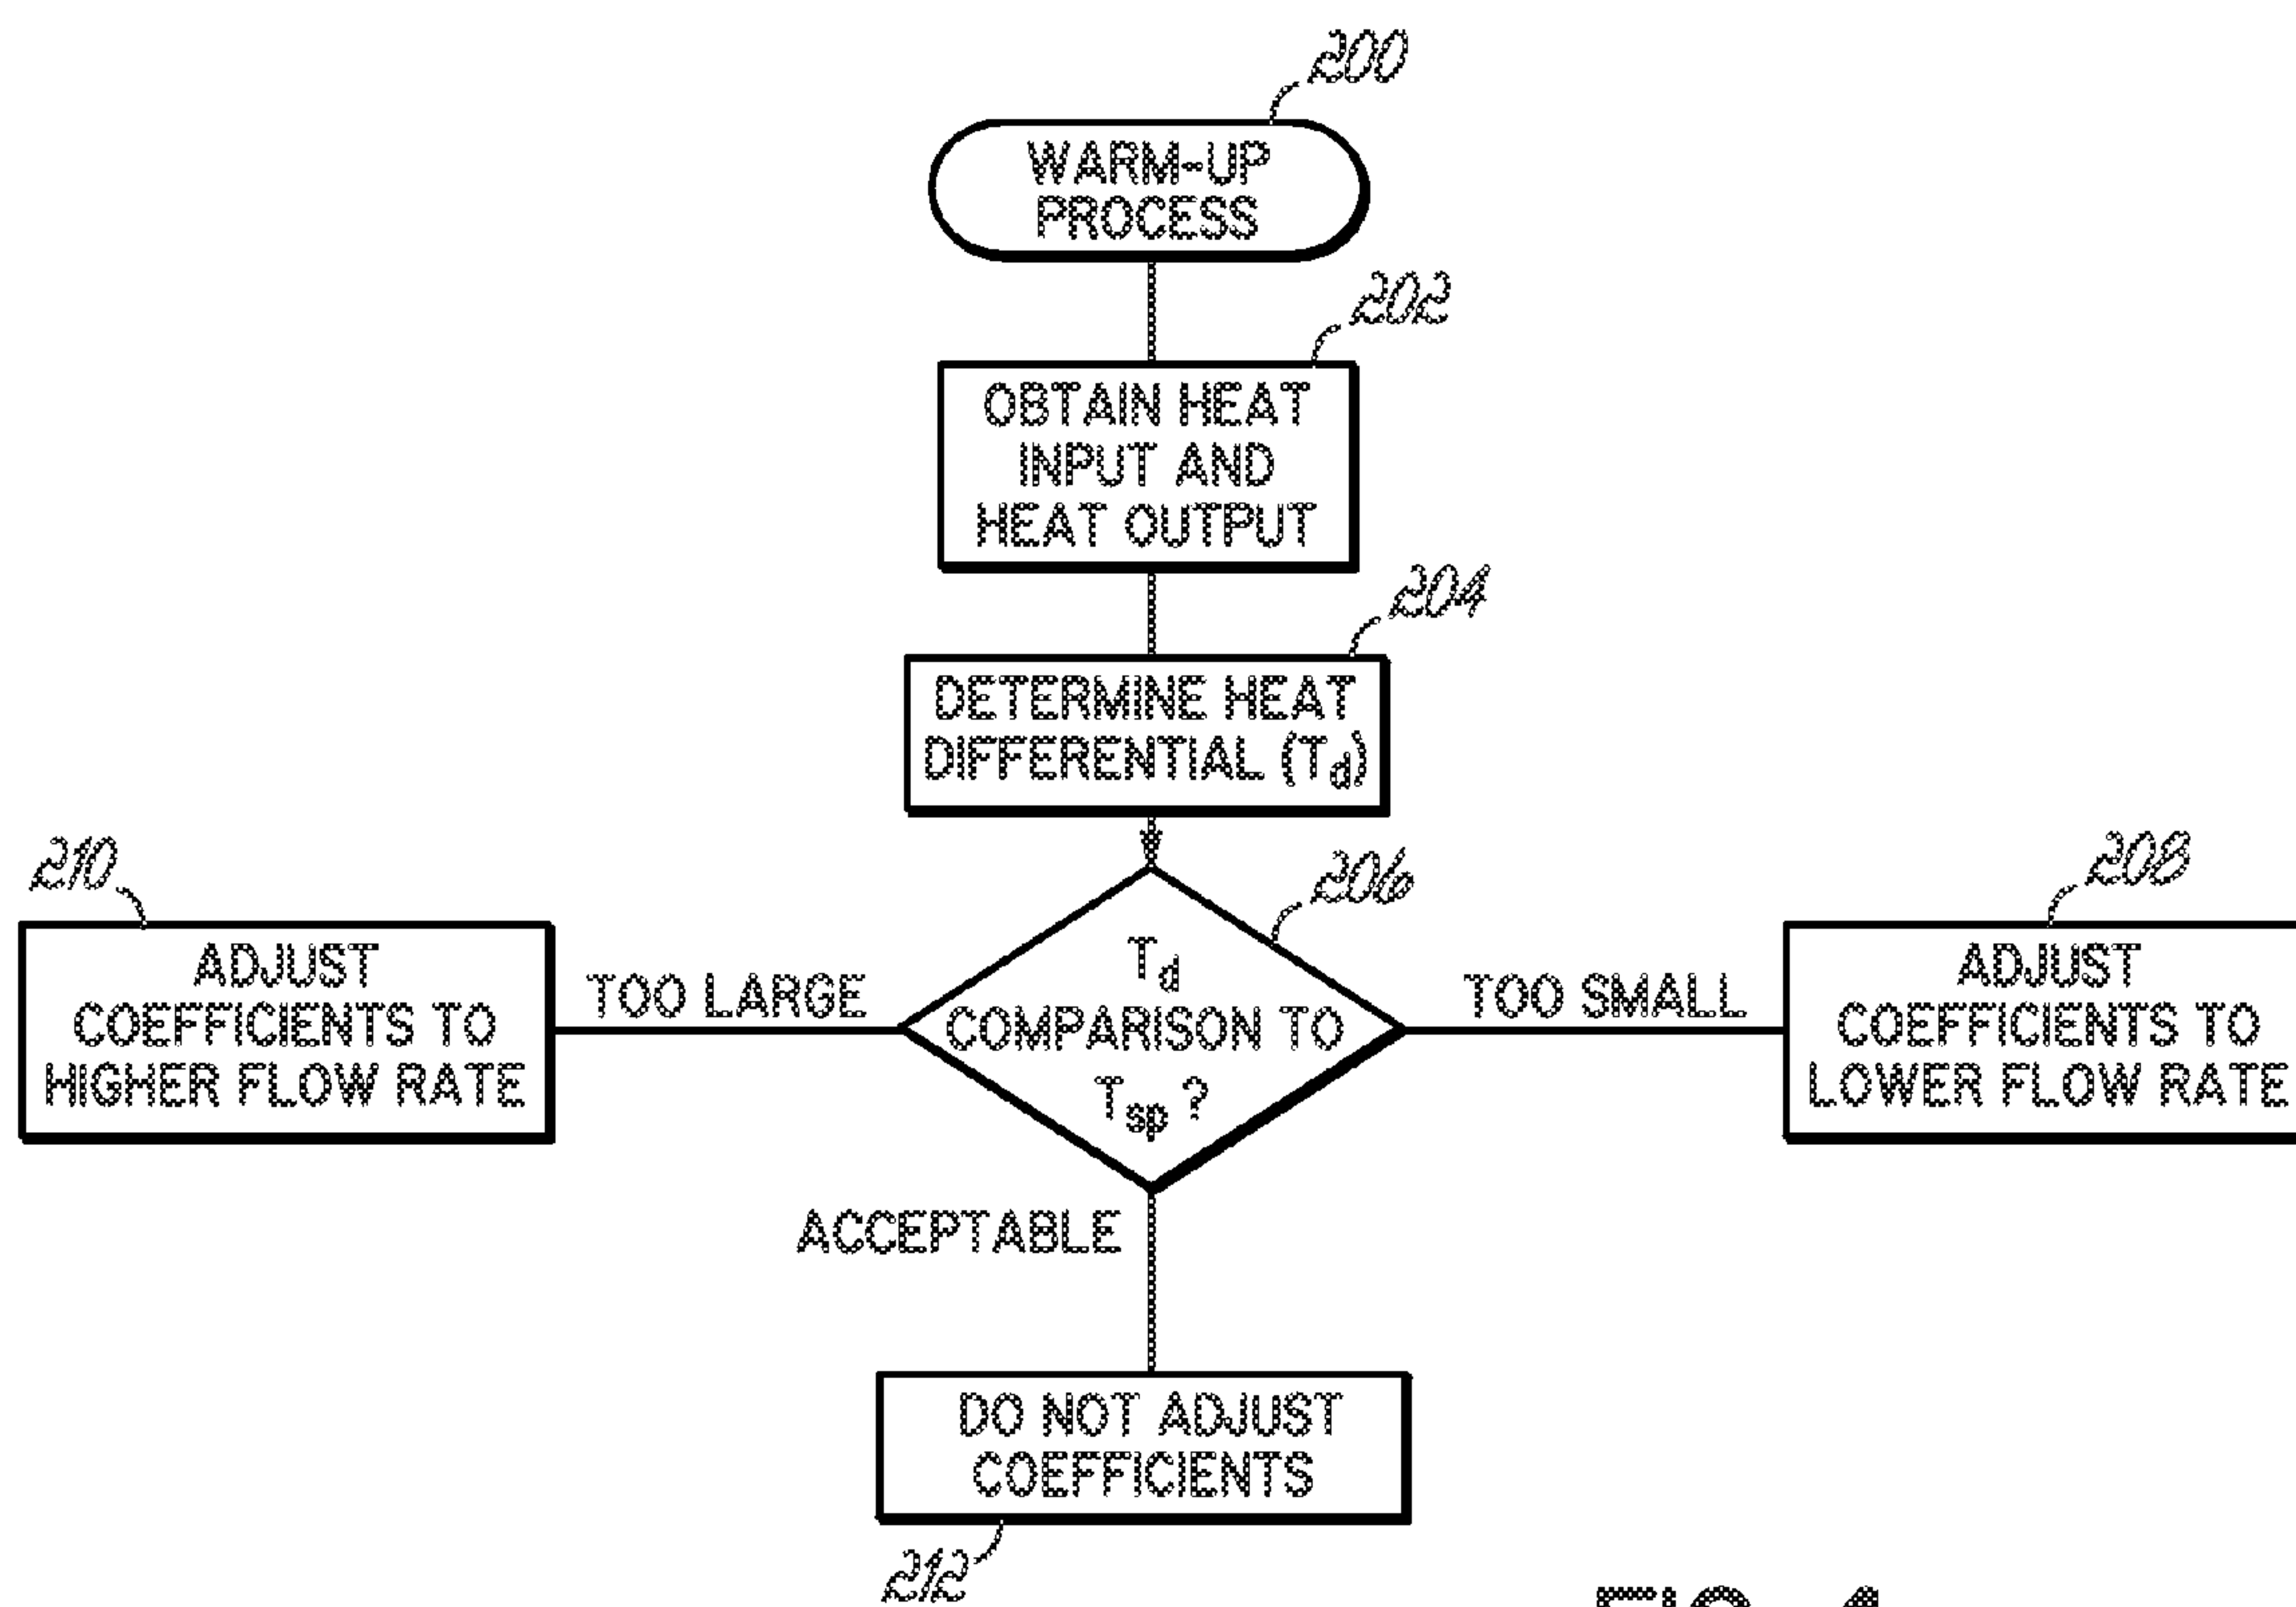 200
WARM-UP
PROCESS
202
OBTAIN HEAT
INPUT AND
HEAT OUTPUT
204
DETERMINE HEAT
DIFFERENTIAL (Td)
206
Td
COMPARISON TO
Tsp ?
210
ADJUST
COEFFICIENTS TO
HIGHER FLOW RATE
TOO LARGE
TOO SMALL
208
ADJUST
COEFFICIENTS TO
LOWER FLOW RATE
ACCEPTABLE
DO NOT ADJUST
COEFFICIENTS
212